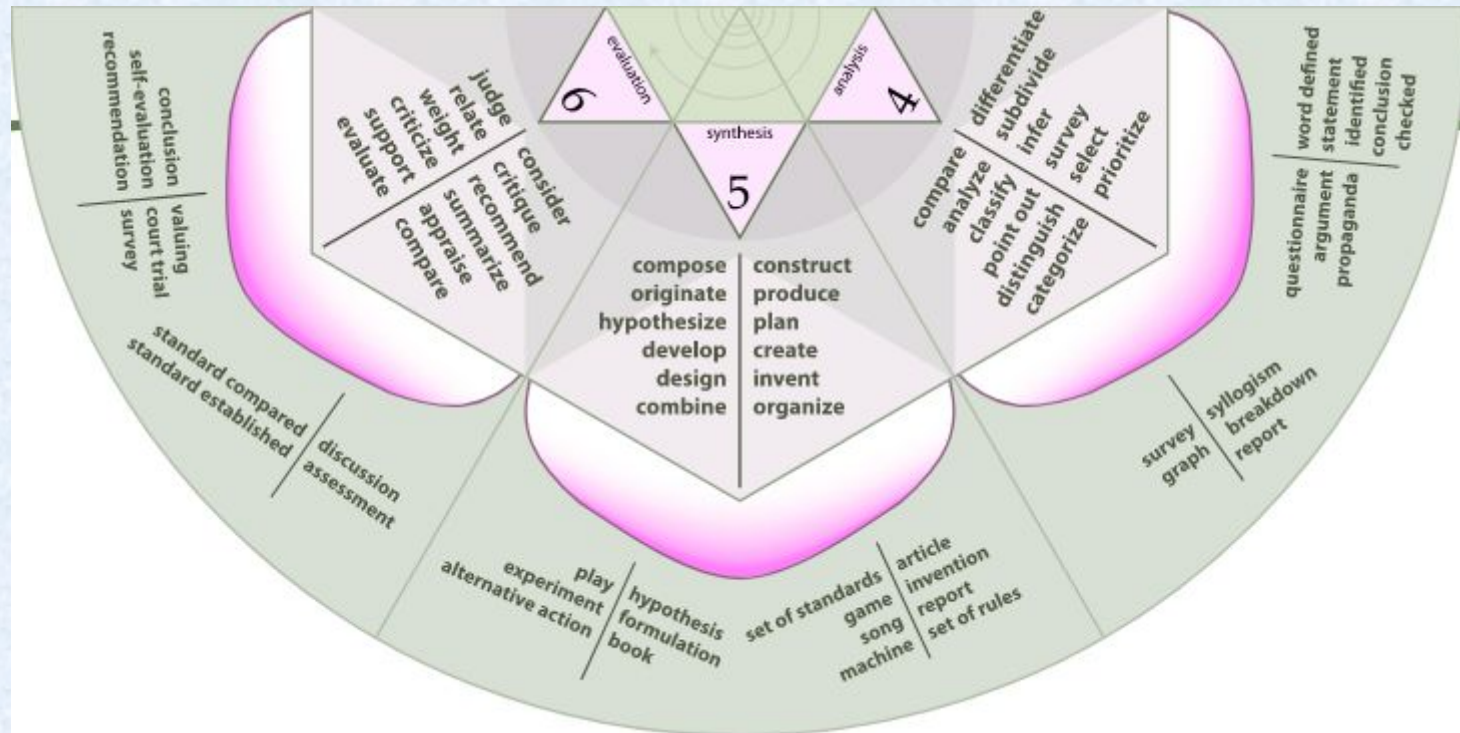 evaluation
6
judge
relate
weight
criticize
support
evaluate
consider
critique
recommend
summarize
appraise
compare
conclusion
self-evaluation
recommendation
valuing
court trial
survey
standard compared
standard established
discussion
assessment
synthesis
5
compose
originate
hypothesize
develop
design
combine
construct
produce
plan
create
invent
organize
play
experiment
alternative action
hypothesis
formulation
book
set of standards
game
song
machine
article
invention
report
set of rules
analysis
4
differentiate
subdivide
infer
survey
select
prioritize
compare
analyze
classify
point out
distinguish
categorize
word defined
statement
identified
conclusion
checked
questionnaire
argument
propaganda
syllogism
breakdown
report
survey
graph